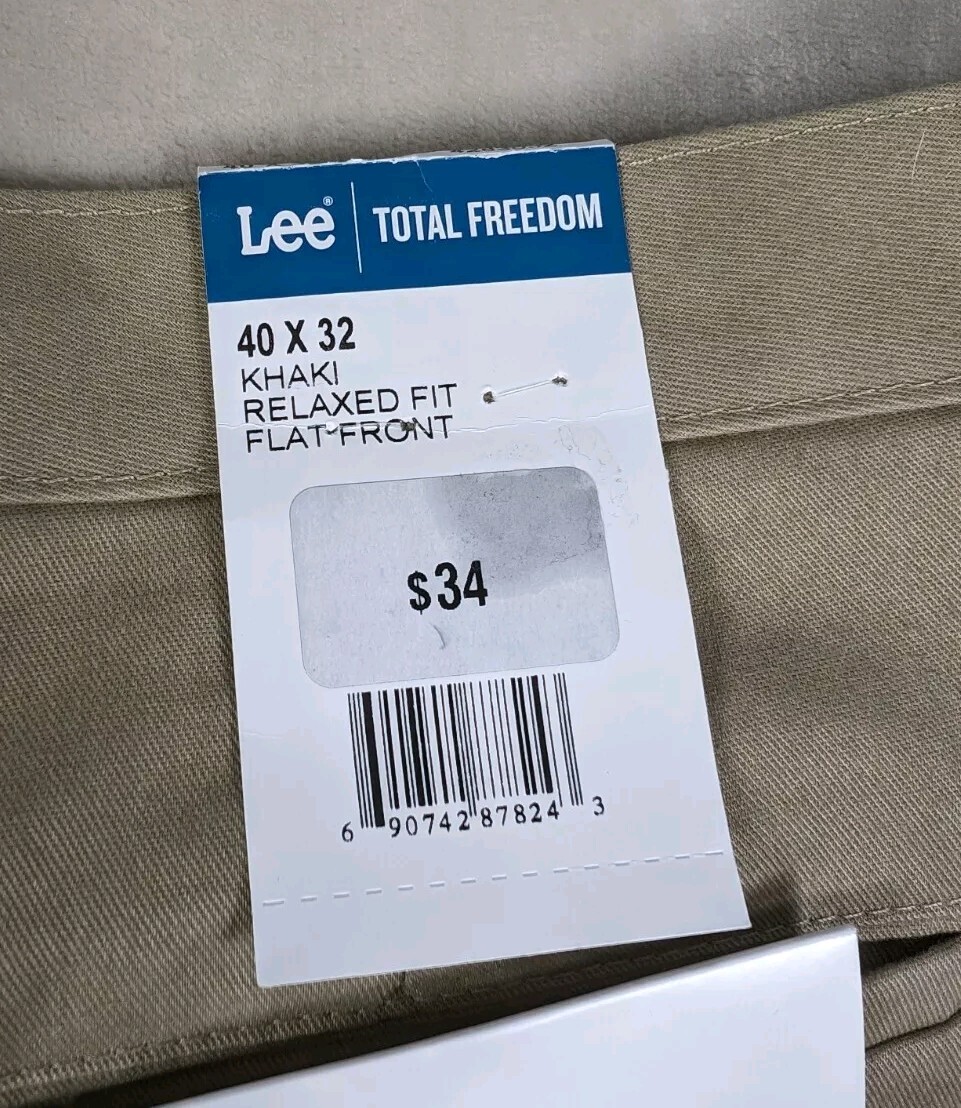 Lee® | TOTAL FREEDOM
40 X 32
KHAKI
RELAXED FIT
FLAT-FRONT
$34
6 90742 87824 3